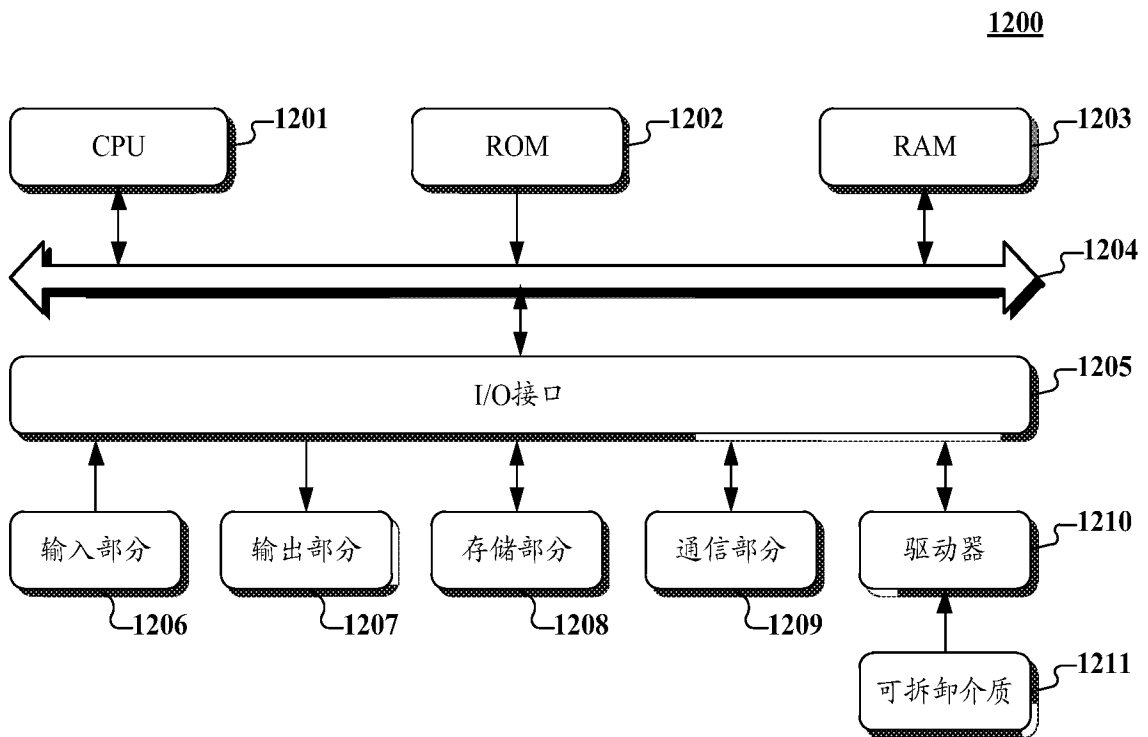 1200
CPU
1201
ROM
1202
RAM
1203
1204
I/O接口
1205
输入部分
1206
输出部分
1207
存储部分
1208
通信部分
1209
驱动器
1210
可拆卸介质
1211